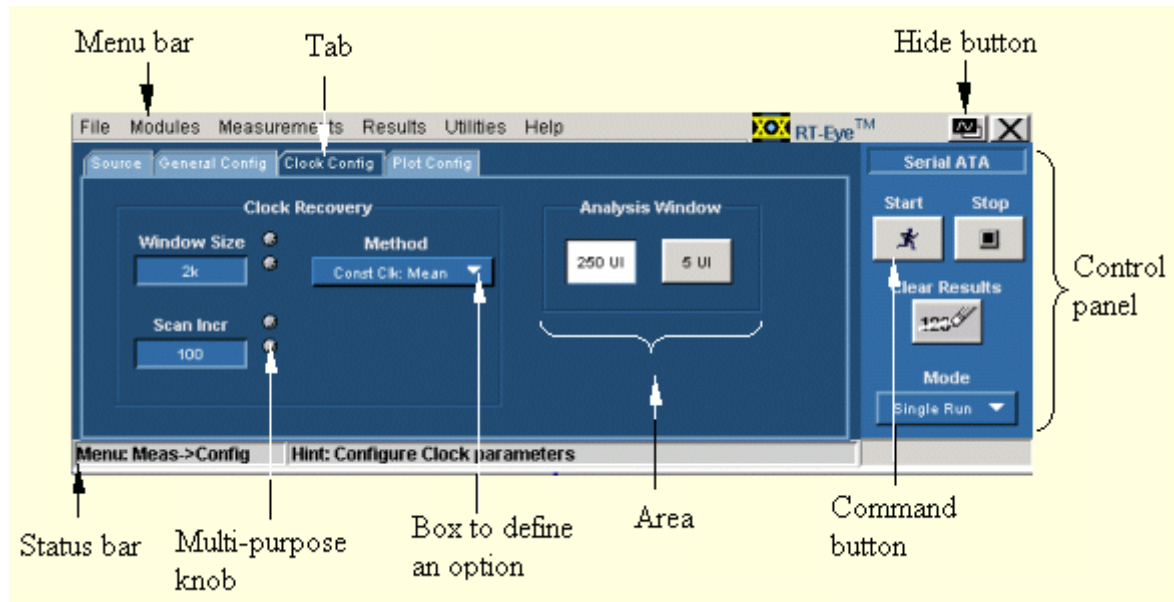 Menu bar
Tab
Hide button
File Modules Measurements Results Utilities Help
RT-Eye™
Source General Config Clock Config Plot Config
Serial ATA
Clock Recovery
Analysis Window
Start Stop
Window Size
Method
2k
Const Clk: Mean
250 UI
5 UI
Clear Results
Control
panel
Scan Incr
123
100
Mode
Single Run
Menu: Meas->Config
Hint: Configure Clock parameters
Status bar
Multi-purpose
knob
Box to define
an option
Area
Command
button